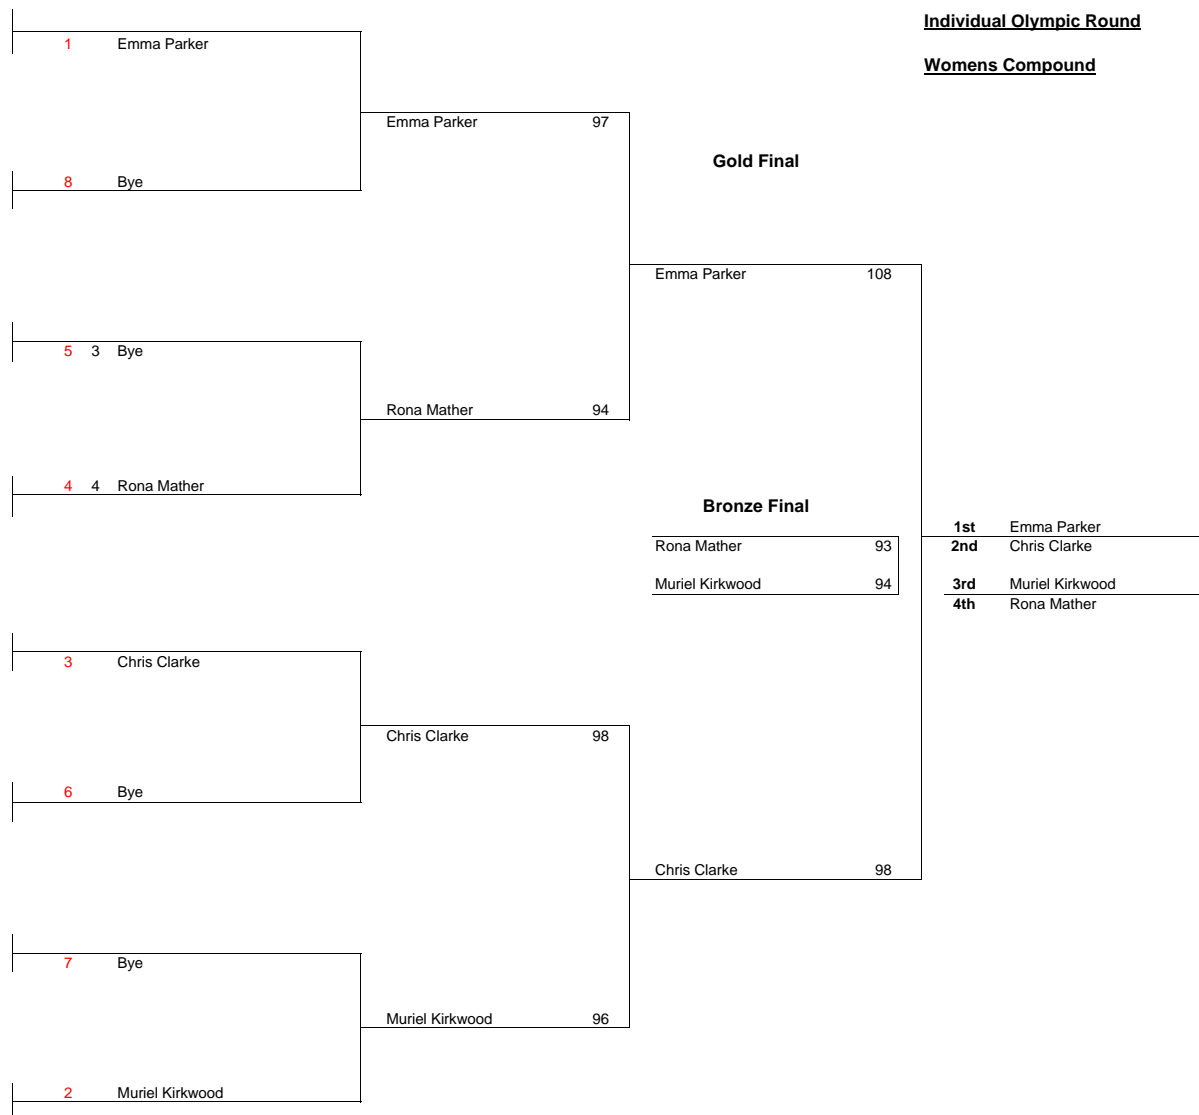 Individual Olympic Round
1 Emma Parker
Womens Compound
Emma Parker 97
Gold Final
8 Bye
Emma Parker 108
5 3 Bye
Rona Mather 94
4 4 Rona Mather
Bronze Final
1st Emma Parker
Rona Mather 93
2nd Chris Clarke
Muriel Kirkwood 94
3rd Muriel Kirkwood
4th Rona Mather
3 Chris Clarke
Chris Clarke 98
6 Bye
Chris Clarke 98
7 Bye
Muriel Kirkwood 96
2 Muriel Kirkwood